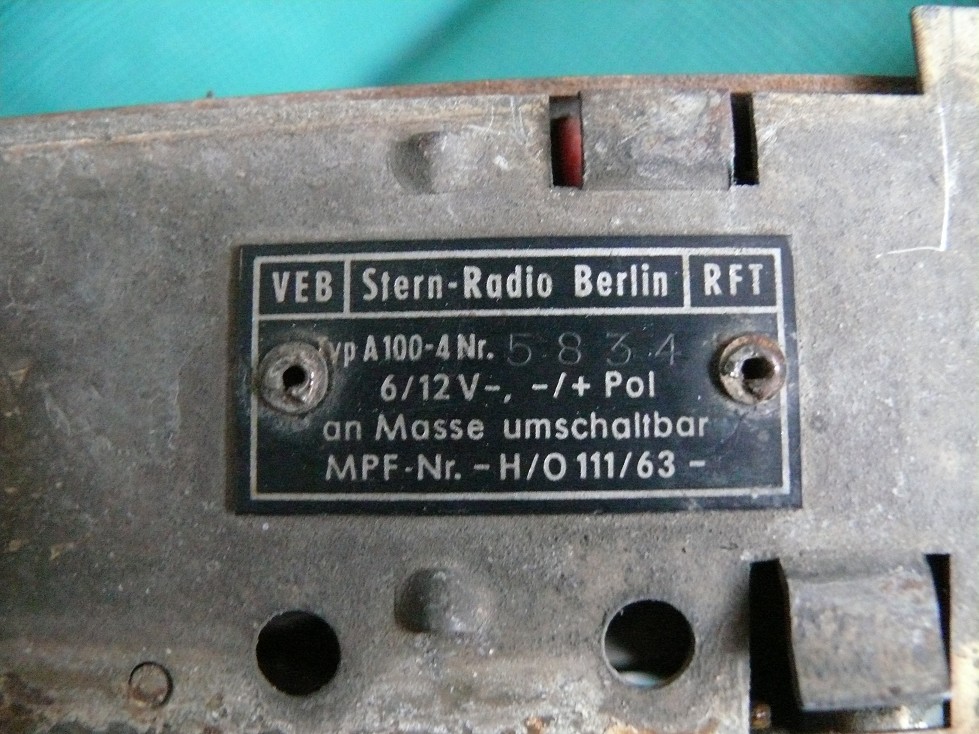 VEB Stern-Radio Berlin RFT
Typ A100-4 Nr. 5834
6/12 V-, -/+ Pol
an Masse umschaltbar
MPF-Nr. - H/O 111/63 -